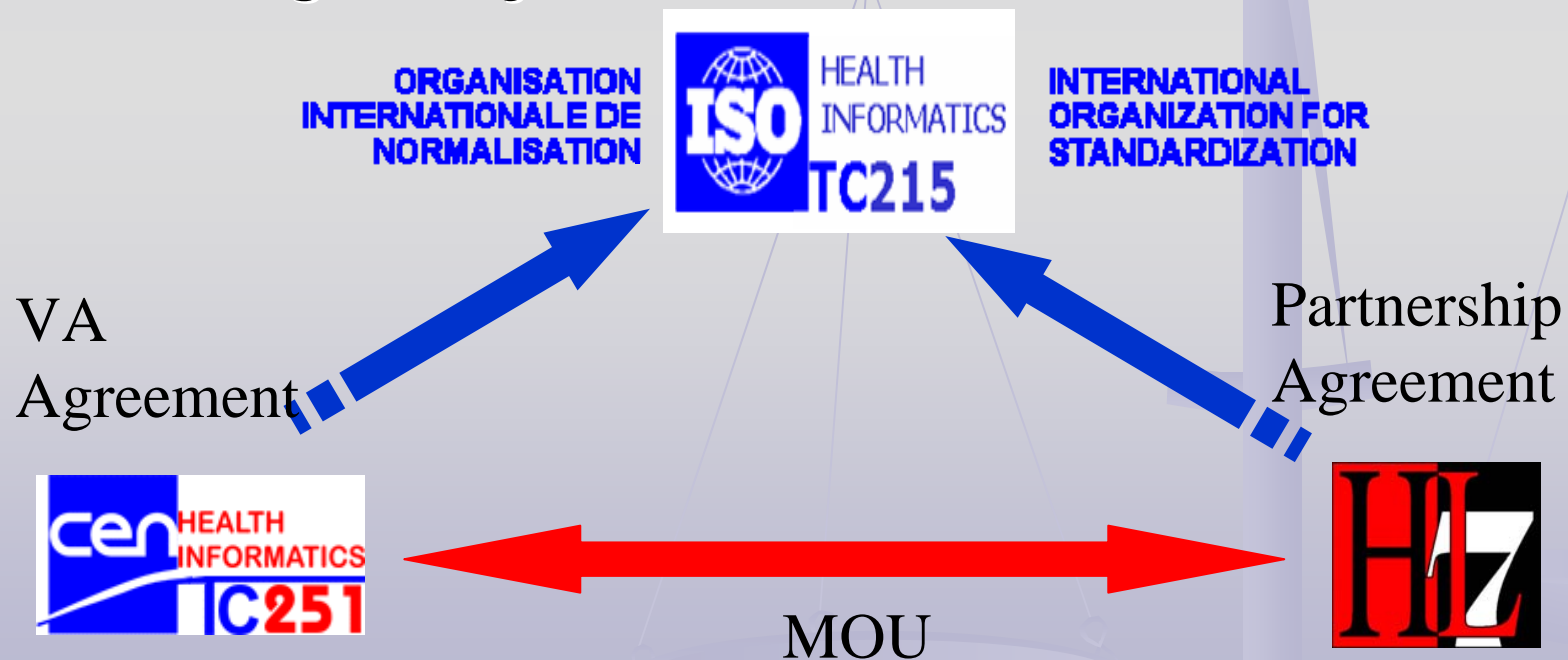 ORGANISATION
INTERNATIONALE DE
NORMALISATION
ISO
HEALTH
INFORMATICS
TC215
INTERNATIONAL
ORGANIZATION FOR
STANDARDIZATION
VA
Agreement
Partnership
Agreement
cen
HEALTH
INFORMATICS
TC251
MOU
HL7